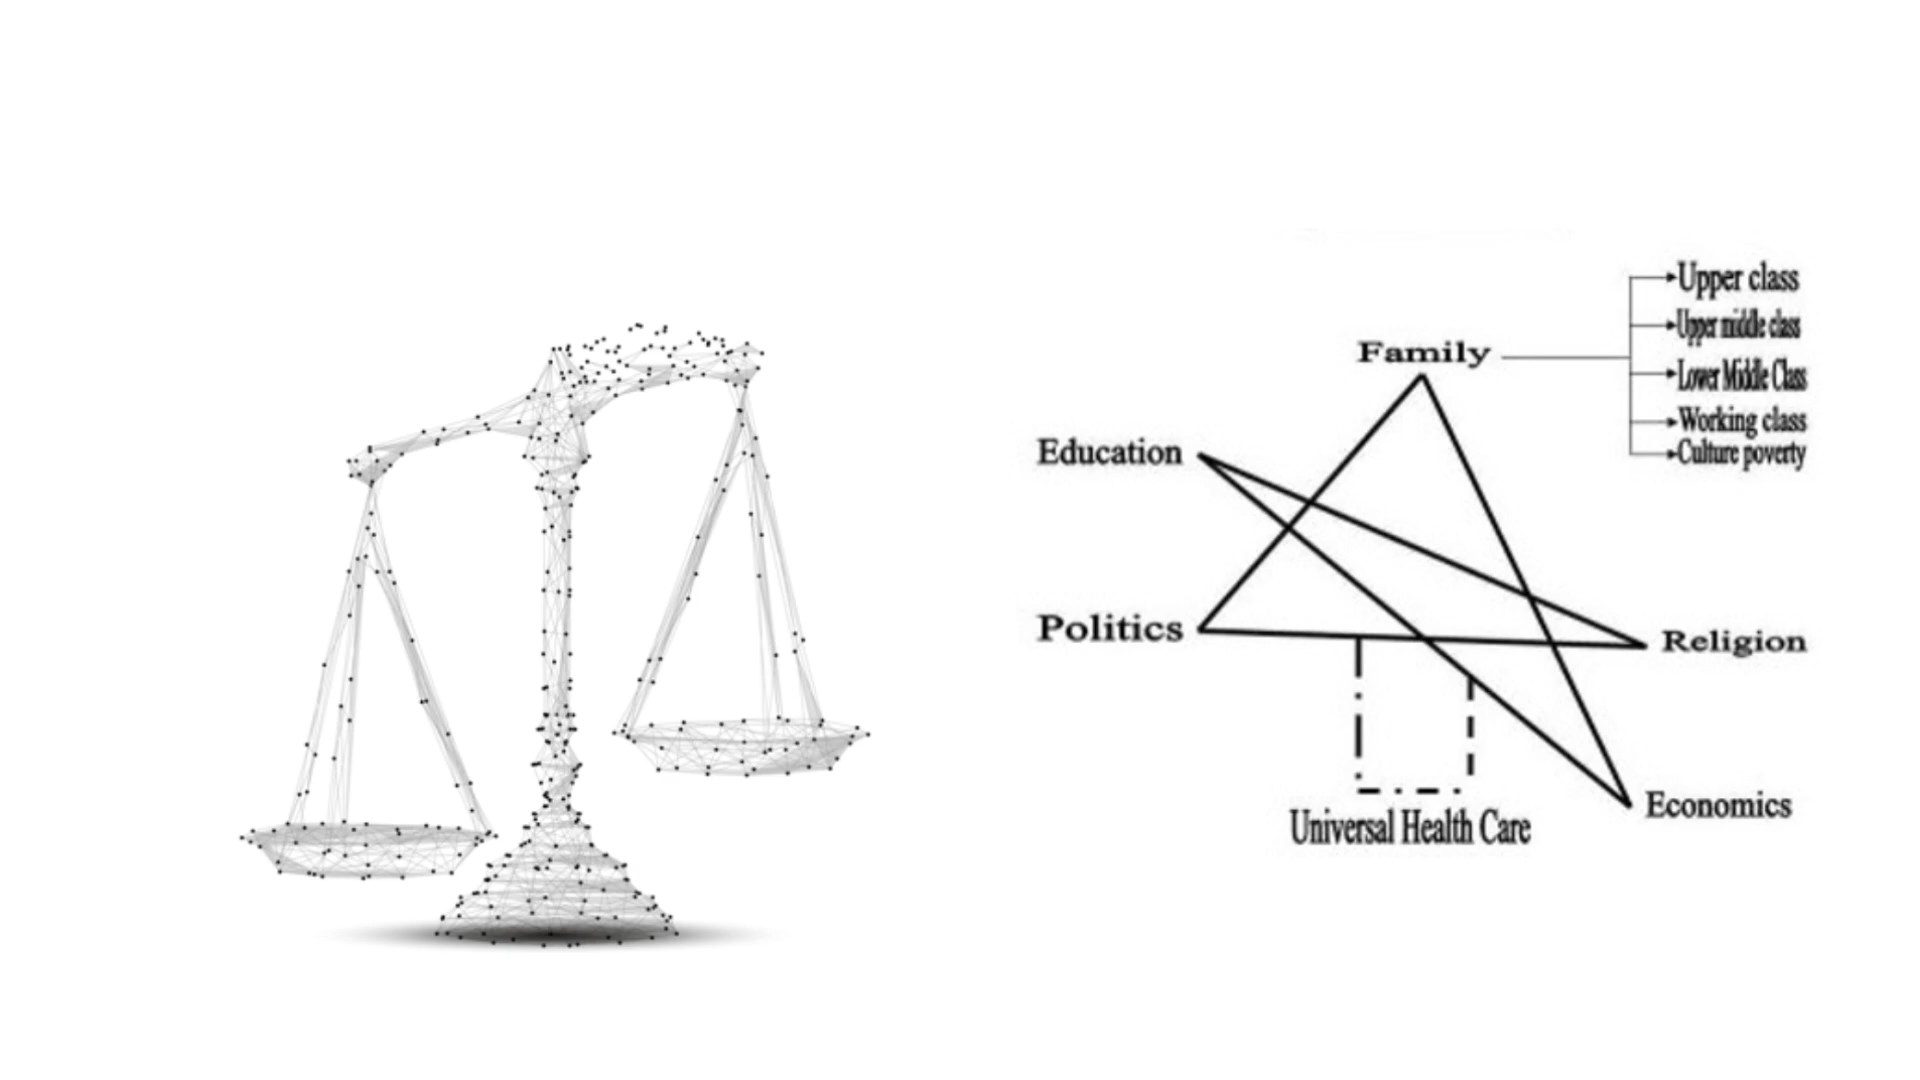 Upper class
Upper middle class
Family
Lower Middle Class
Working class
Education
Culture poverty
Politics
Religion
Economics
Universal Health Care